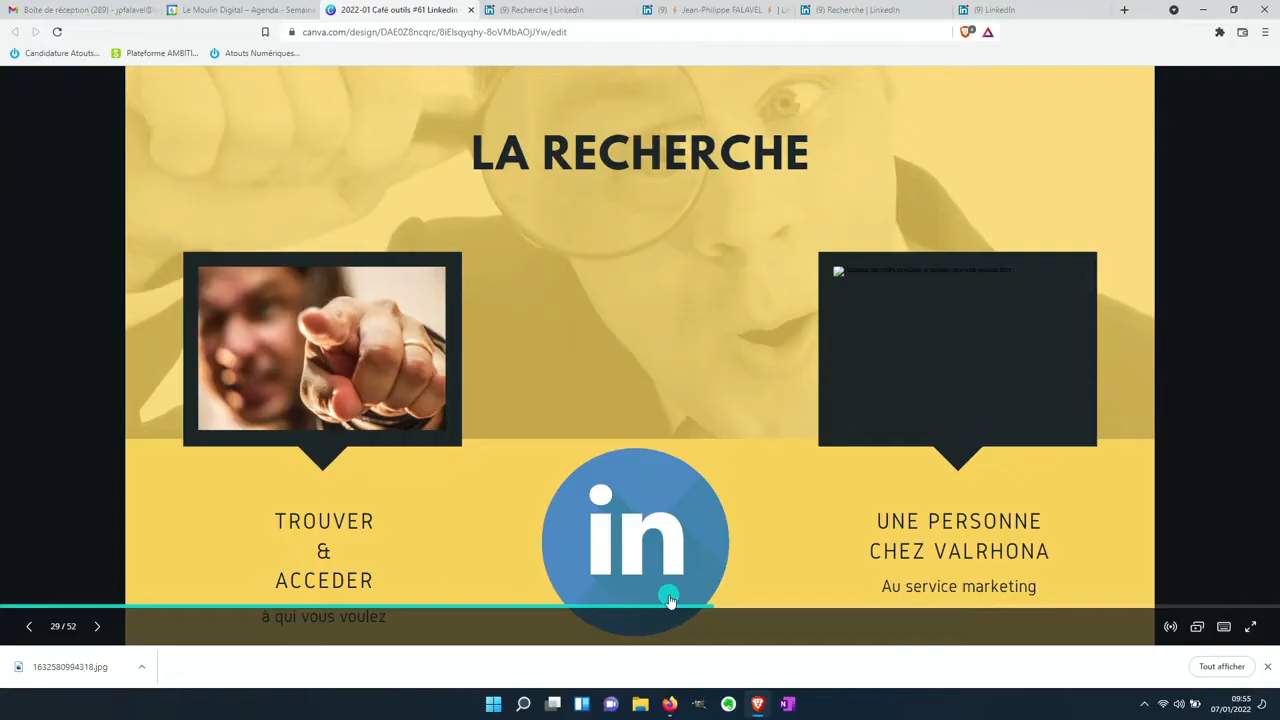 Boîte de réception (289) - jpfalavel@l
Le Moulin Digital – Agenda - Semaine
2022-01 Café outils #61 Linkedin -
(9) Recherche | LinkedIn
(9) ⚡ Jean-Philippe FALAVEL ⚡ | Li
(9) Recherche | LinkedIn
(9) LinkedIn
canva.com/design/DAE0Z8ncqrc/8iElsqyqhy-8oVMbAOjJYw/edit
Candidature Atouts...
Plateforme AMBITI...
Atouts Numériques...
LA RECHERCHE
in
TROUVER
&
ACCEDER
à qui vous voulez
UNE PERSONNE
CHEZ VALRHONA
Au service marketing
29 / 52
1632580994318.jpg
Tout afficher
09:55
07/01/2022